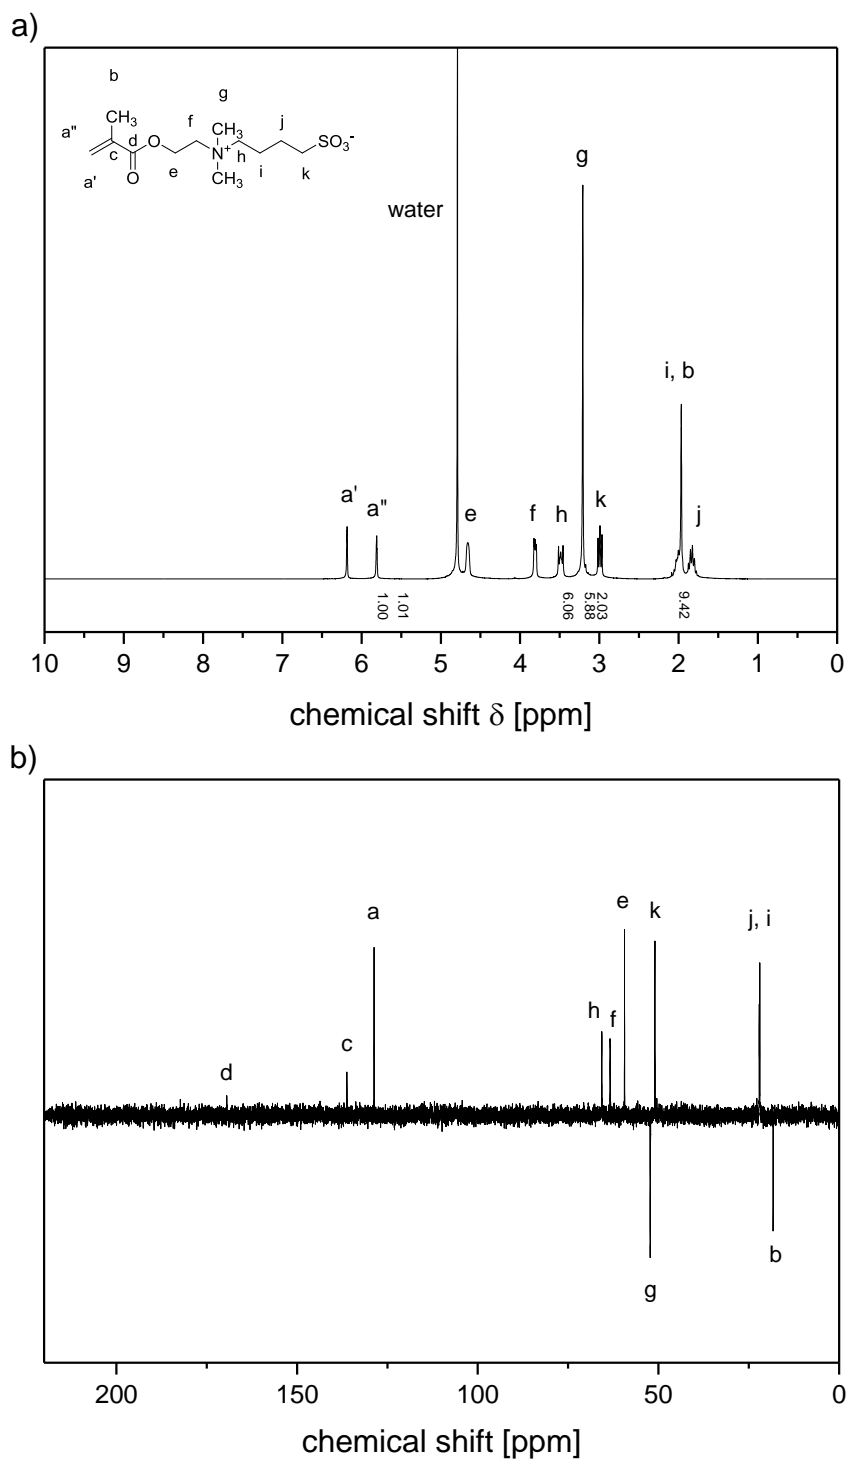 a)
b
g
CH3
f
CH3
j
a"
d
O
SO3-
c
N+
h
a'
O
e
CH3
i
k
g
water
i, b
a'
a"
e
f
h
k
j
1.00
1.01
6.06
5.88
2.03
9.42
10
9
8
7
6
5
4
3
2
1
0
chemical shift δ [ppm]
b)
a
e
k
j, i
h
f
c
d
b
g
200
150
100
50
0
chemical shift [ppm]